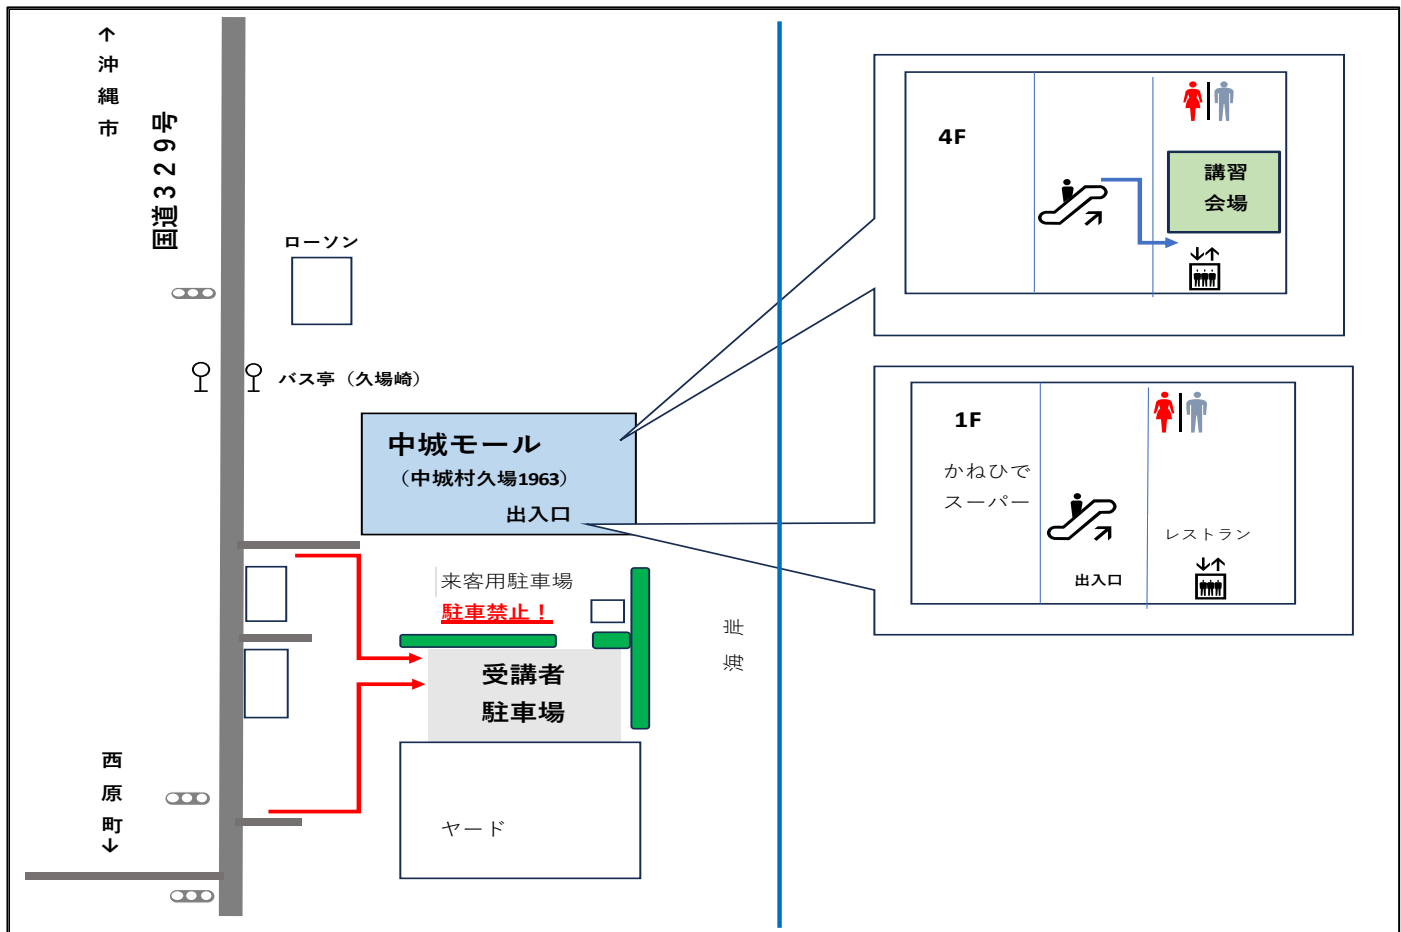 ↑沖縄市
国道３２９号
ローソン
バス亭（久場崎）
中城モール
（中城村久場1963）
出入口
来客用駐車場
駐車禁止！
受講者
駐車場
ヤード
西原町↓
海岸
4F
講習
会場
1F
かねひで
スーパー
レストラン
出入口